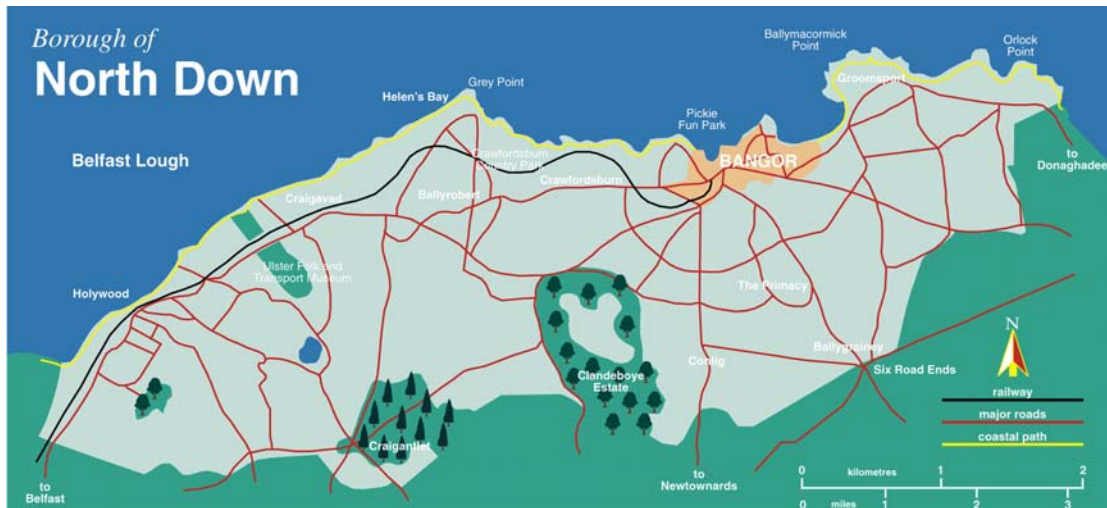 Borough of
North Down
Belfast Lough
Helen's Bay
Grey Point
Pickie
Fun Park
Ballymacormick
Point
Groomsport
Orlock
Point
to
Donaghadee
BANGOR
Crawfordsburn
Country Park
Crawfordsburn
Ballyrobert
Craigavad
Ulster Folk and
Transport Museum
Holywood
The Primacy
Ballygrainey
Six Road Ends
Conlig
Clandeboye
Estate
Craigantlet
to
Belfast
to
Newtownards
N
railway
major roads
coastal path
0 kilometres 1 2
0 miles 1 2 3